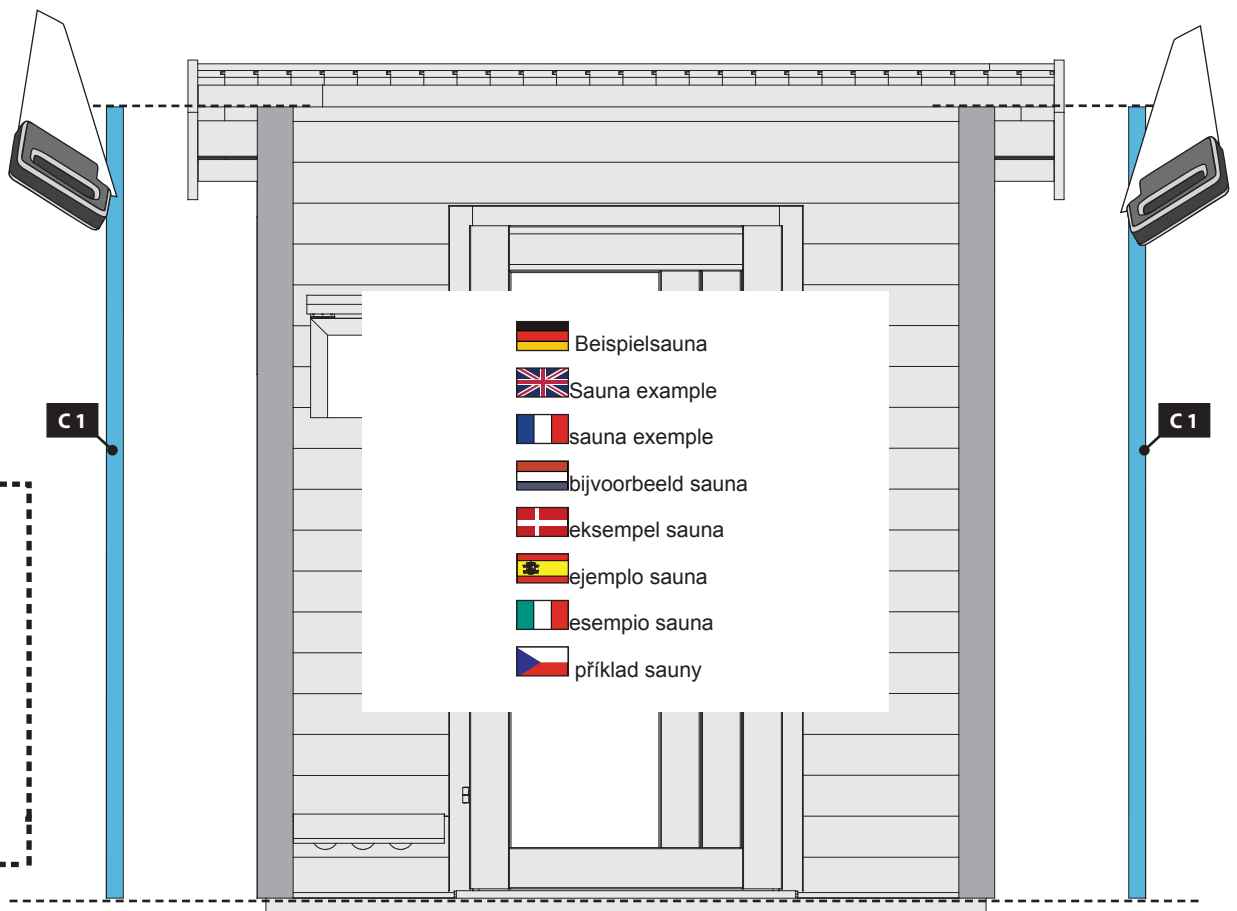 Beispielsauna
Sauna example
sauna exemple
C 1
C 1
bijvoorbeeld sauna
eksempel sauna
ejemplo sauna
esempio sauna
příklad sauny